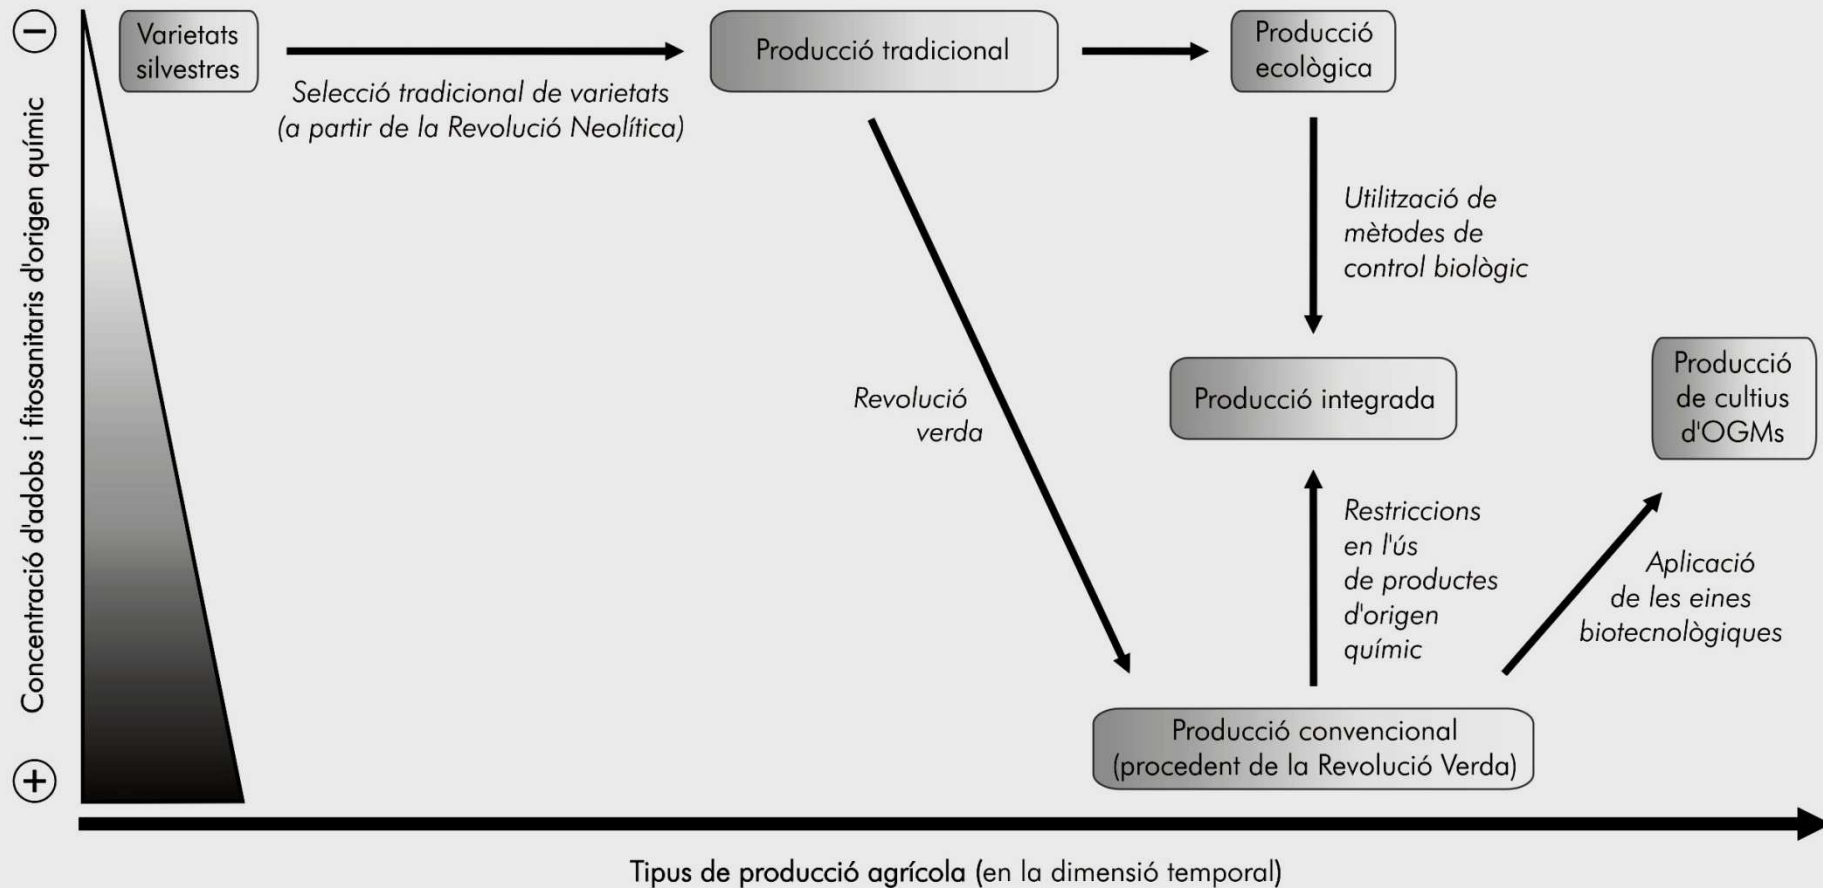 −
Varietats
silvestres
Selecció tradicional de varietats
(a partir de la Revolució Neolítica)
Producció tradicional
Producció
ecològica
Utilització de
mètodes de
control biològic
Revolució
verda
Producció integrada
Producció
de cultius
d'OGMs
Restriccions
en l'ús
de productes
d'origen
químic
Aplicació
de les eines
biotecnològiques
Producció convencional
(procedent de la Revolució Verda)
Concentració d'adobs i fitosanitaris d'origen químic
+
Tipus de producció agrícola (en la dimensió temporal)